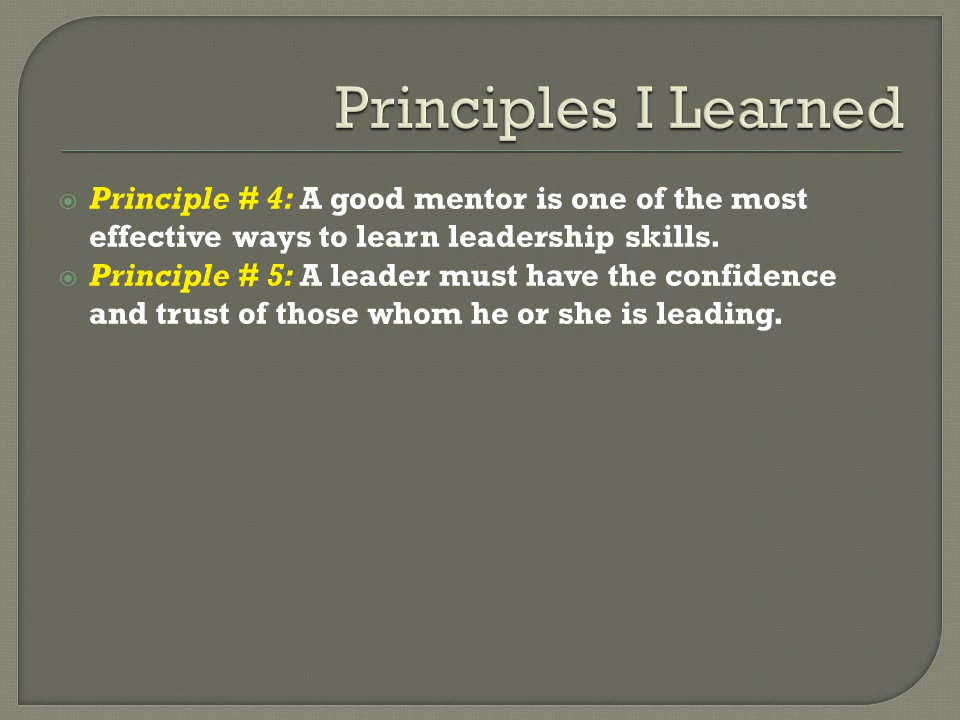 Principles I Learned
Principle # 4: A good mentor is one of the most
effective ways to learn leadership skills.
Principle # 5: A leader must have the confidence
and trust of those whom he or she is leading.